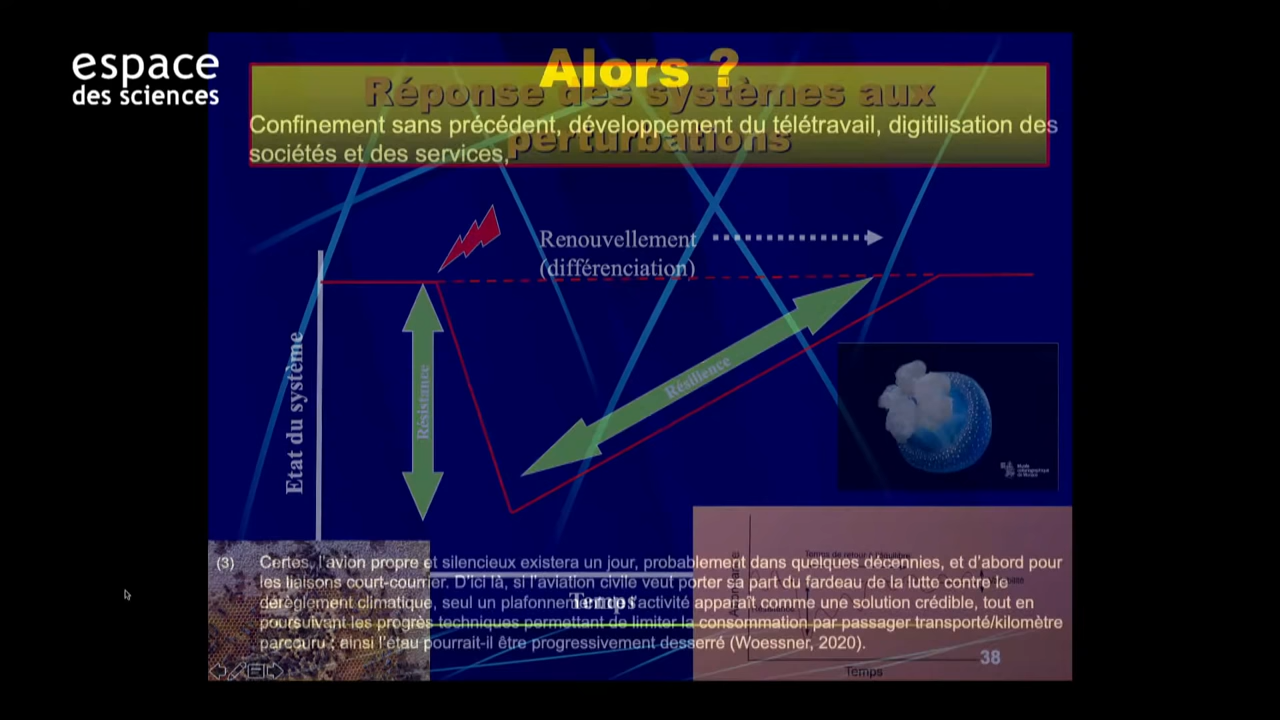 espace
des sciences
Alors ?
Réponse des systèmes aux
Confinement sans précédent, développement du télétravail, digitilisation des
perturbations
sociétés et des services,
Renouvellement
(différenciation)
Etat du système
Résistance
Résilience
(3) Certes, l'avion propre et silencieux existera un jour, probablement dans quelques décennies, et d'abord pour
les liaisons court-courrier. D'ici là, si l'aviation civile veut porter sa part du fardeau de la lutte contre le
dérèglement climatique, seul un plafonnement de l'activité apparaît comme une solution crédible, tout en
poursuivant les progrès techniques permettant de limiter la consommation par passager transporté/kilomètre
parcouru : ainsi l'étau pourrait-il être progressivement desserré (Woessner, 2020).
Temps
Temps de retour à l'équilibre
38
Temps